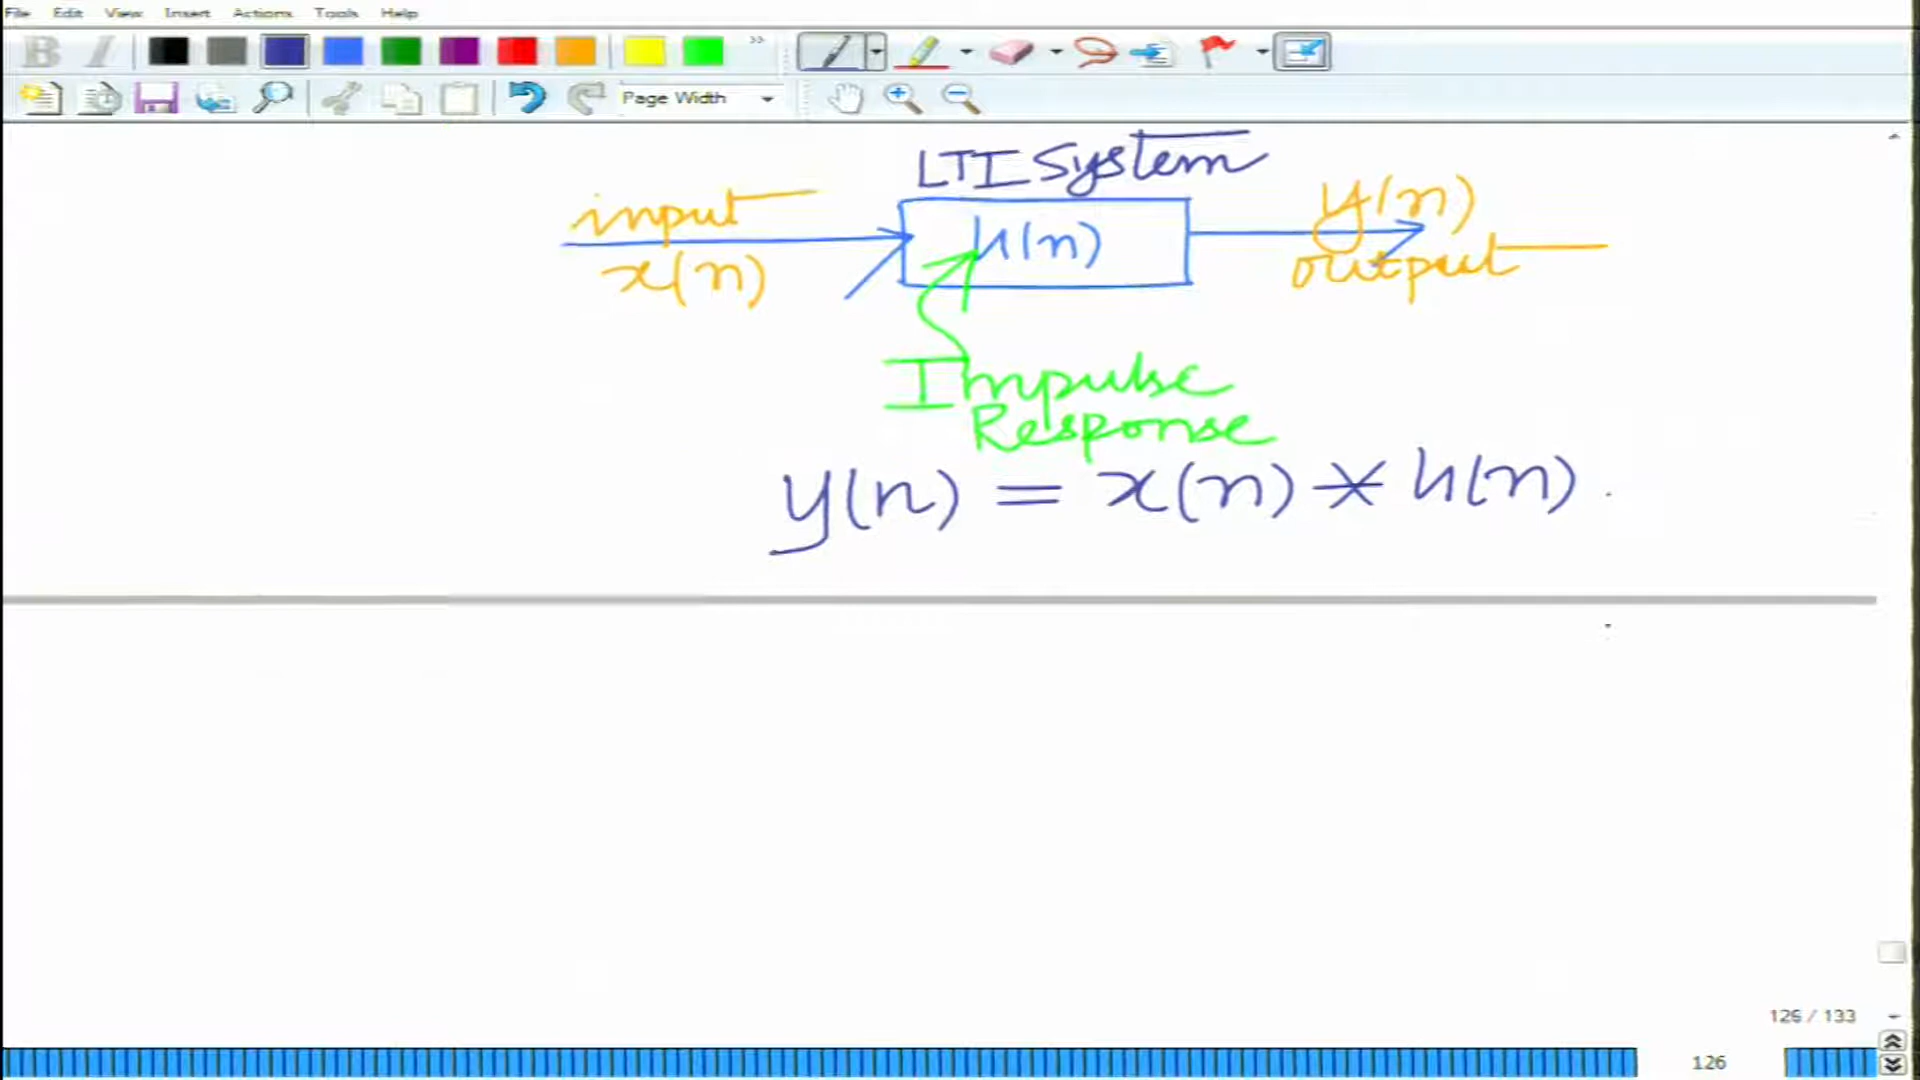 File Edit View Insert Actions Tools Help
B I
Page Width
LTI System
input
x(n)
h(n)
y(n)
output
Impulse
Response
y(n) = x(n) * h(n).
126 / 133
126